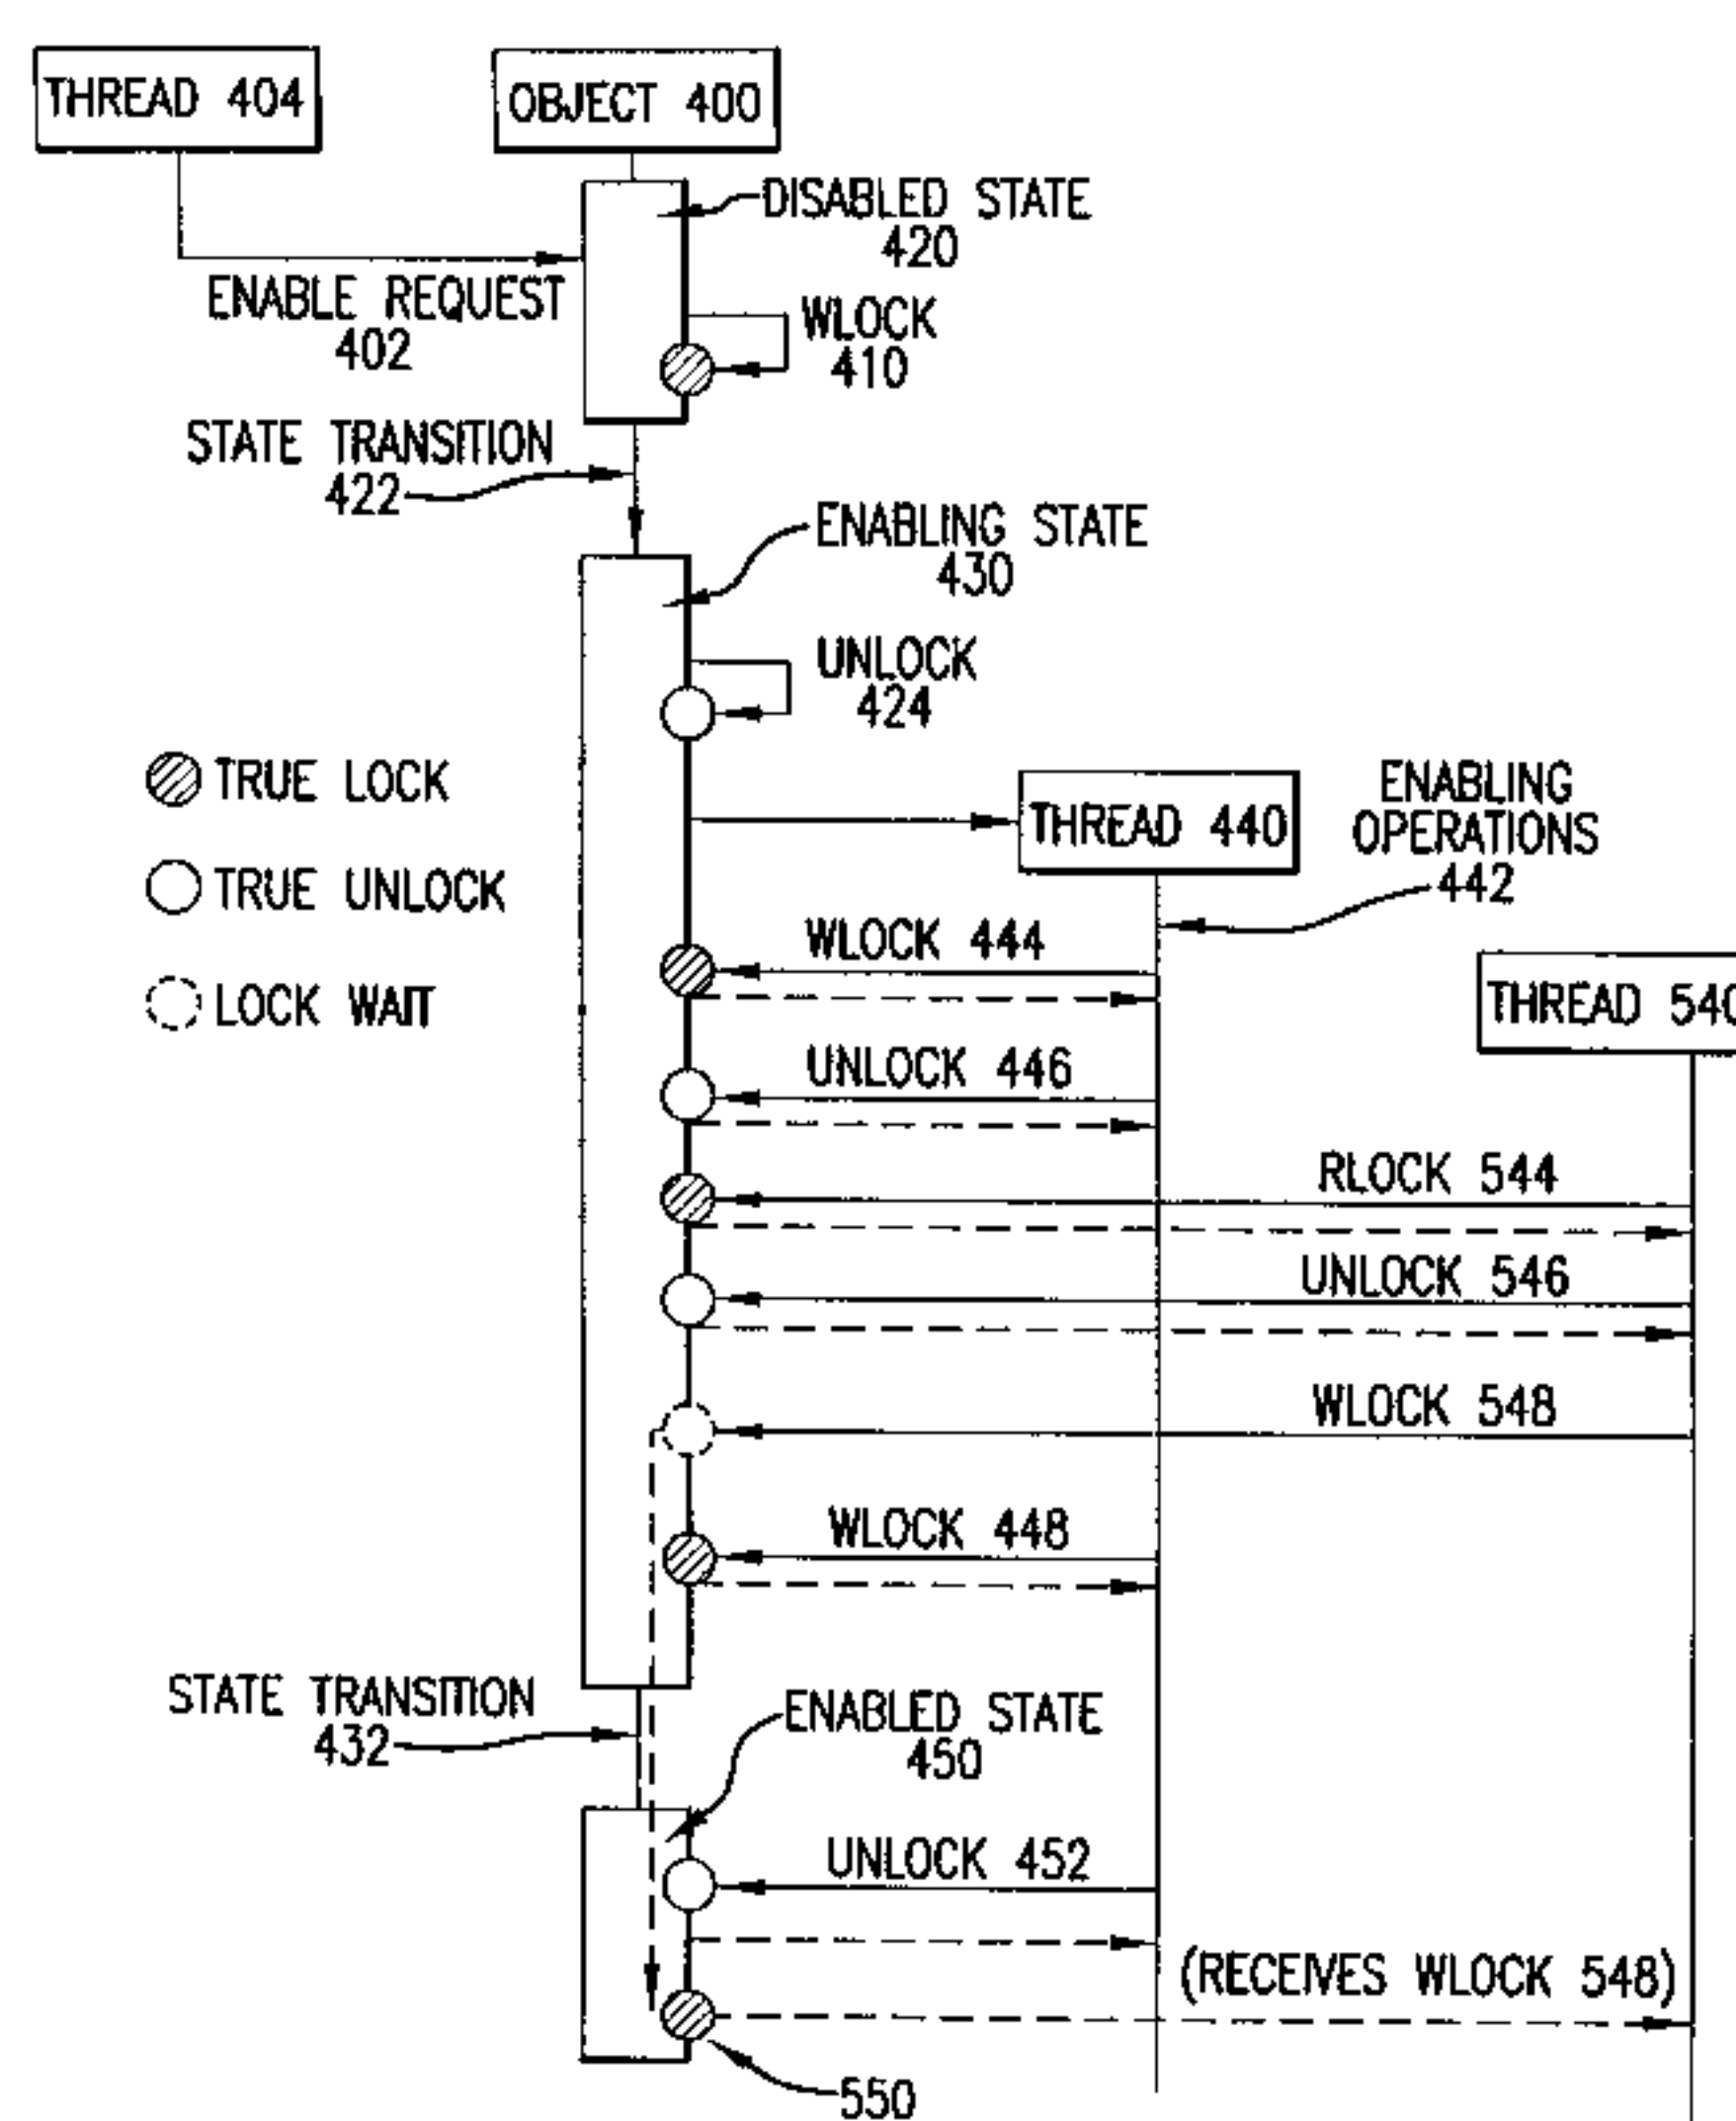 THREAD 404
OBJECT 400
DISABLED STATE
420
ENABLE REQUEST
402
WLOCK
410
STATE TRANSITION
422
ENABLING STATE
430
UNLOCK
424
TRUE LOCK
TRUE UNLOCK
LOCK WAIT
THREAD 440
ENABLING
OPERATIONS
442
WLOCK 444
THREAD 540
UNLOCK 446
RLOCK 544
UNLOCK 546
WLOCK 548
WLOCK 448
STATE TRANSITION
432
ENABLED STATE
450
UNLOCK 452
(RECEIVES WLOCK 548)
550